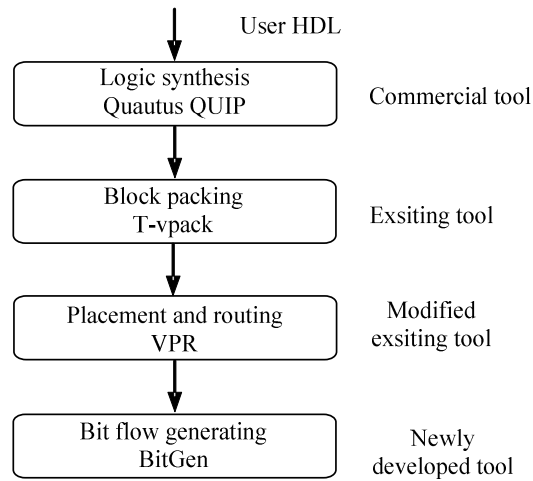 User HDL
Logic synthesis
Quautus QUIP
Commercial tool
Block packing
T-vpack
Exsiting tool
Placement and routing
VPR
Modified
exsiting tool
Bit flow generating
BitGen
Newly
developed tool